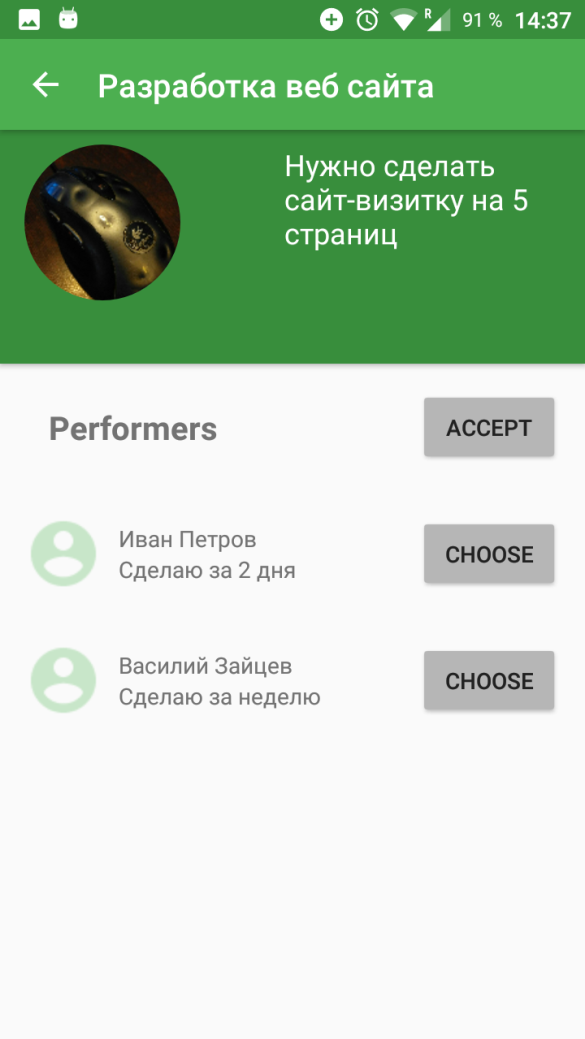 R 91 % 14:37
Разработка веб сайта
Нужно сделать
сайт-визитку на 5
страниц
Performers
ACCEPT
Иван Петров
Сделаю за 2 дня
CHOOSE
Василий Зайцев
Сделаю за неделю
CHOOSE